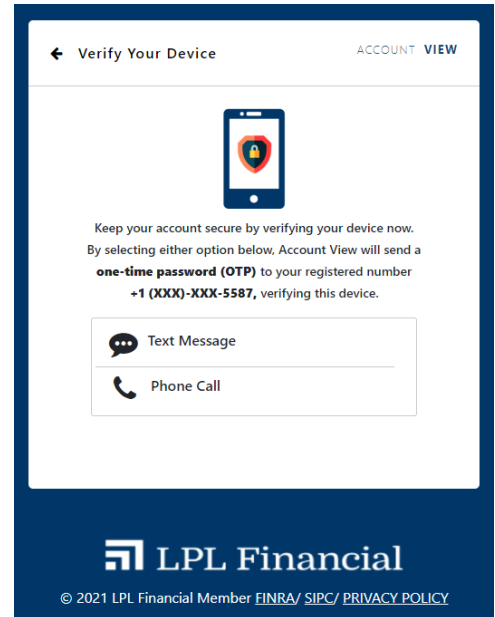 Verify Your Device
ACCOUNT VIEW
Keep your account secure by verifying your device now.
By selecting either option below, Account View will send a
one-time password (OTP) to your registered number
+1 (XXX)-XXX-5587, verifying this device.
Text Message
Phone Call
LPL Financial
© 2021 LPL Financial Member FINRA/ SIPC/ PRIVACY POLICY